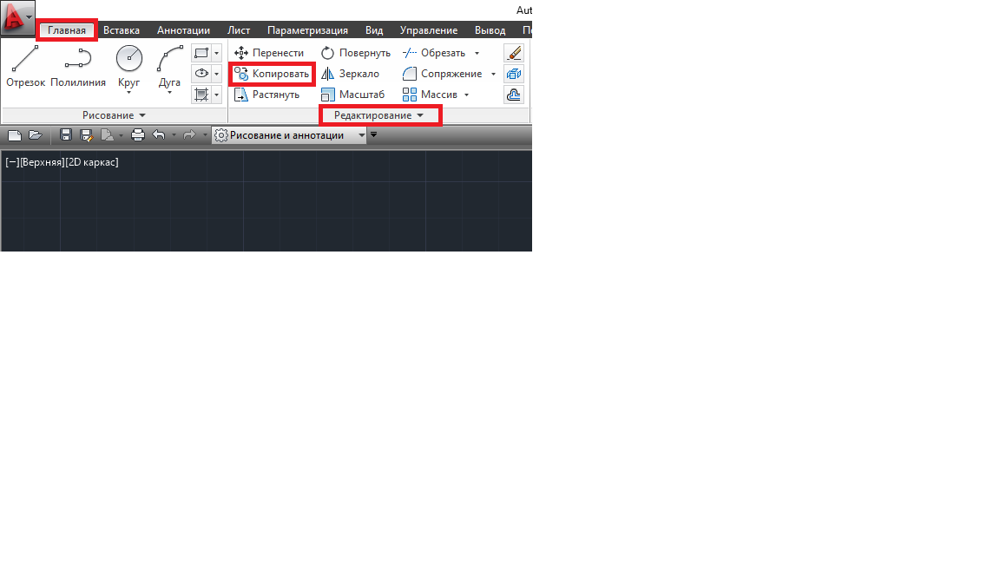 Aut
Главная Вставка Аннотации Лист Параметризация Вид Управление Вывод
Перенести Повернуть Обрезать
Отрезок Полилиния Круг Дуга Копировать Зеркало Сопряжение
Растянуть Масштаб Массив
Рисование Редактирование
Рисование и аннотации
[−][Верхняя][2D каркас]